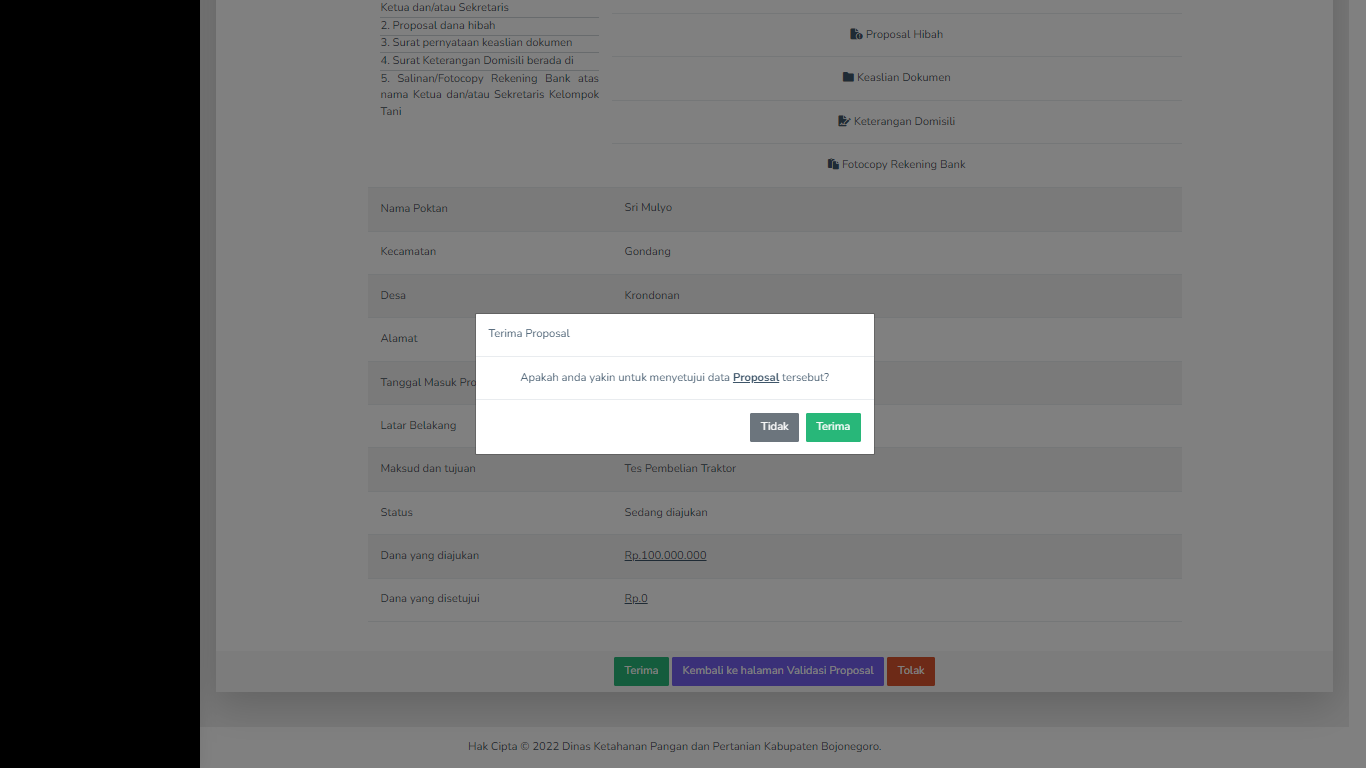 Ketua dan/atau Sekretaris
2. Proposal dana hibah
3. Surat pernyataan keaslian dokumen
4. Surat Keterangan Domisili berada di
5. Salinan/Fotocopy Rekening Bank atas
nama Ketua dan/atau Sekretaris Kelompok
Tani
Proposal Hibah
Keaslian Dokumen
Keterangan Domisili
Fotocopy Rekening Bank
Nama Poktan Sri Mulyo
Kecamatan Gondang
Desa Krondonan
Alamat
Tanggal Masuk Pro
Latar Belakang
Terima Proposal
Apakah anda yakin untuk menyetujui data Proposal tersebut?
Tidak Terima
Maksud dan tujuan Tes Pembelian Traktor
Status Sedang diajukan
Dana yang diajukan Rp.100.000.000
Dana yang disetujui Rp.0
Terima Kembali ke halaman Validasi Proposal Tolak
Hak Cipta © 2022 Dinas Ketahanan Pangan dan Pertanian Kabupaten Bojonegoro.